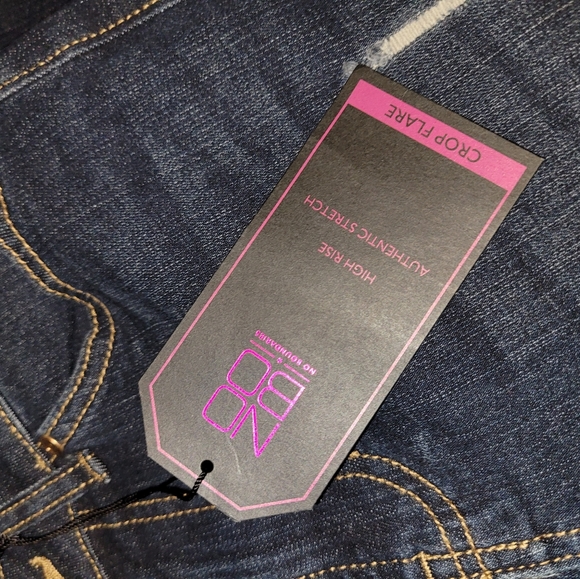 NO
BO
NO BOUNDARIES
HIGH RISE
AUTHENTIC STRETCH
CROP FLARE